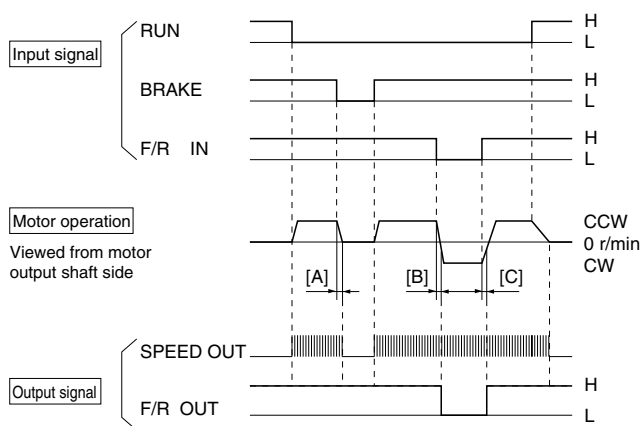 Input signal
RUN
H
L
BRAKE
H
L
F/R IN
H
L
Motor operation
Viewed from motor
output shaft side
CCW
0 r/min
CW
[A]
[B]
[C]
Output signal
SPEED OUT
F/R OUT
H
L